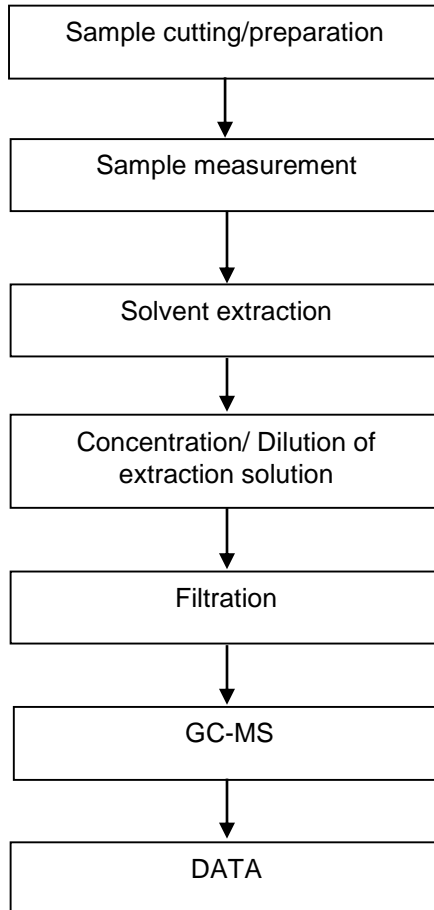 Sample cutting/preparation
Sample measurement
Solvent extraction
Concentration/ Dilution of
extraction solution
Filtration
GC-MS
DATA